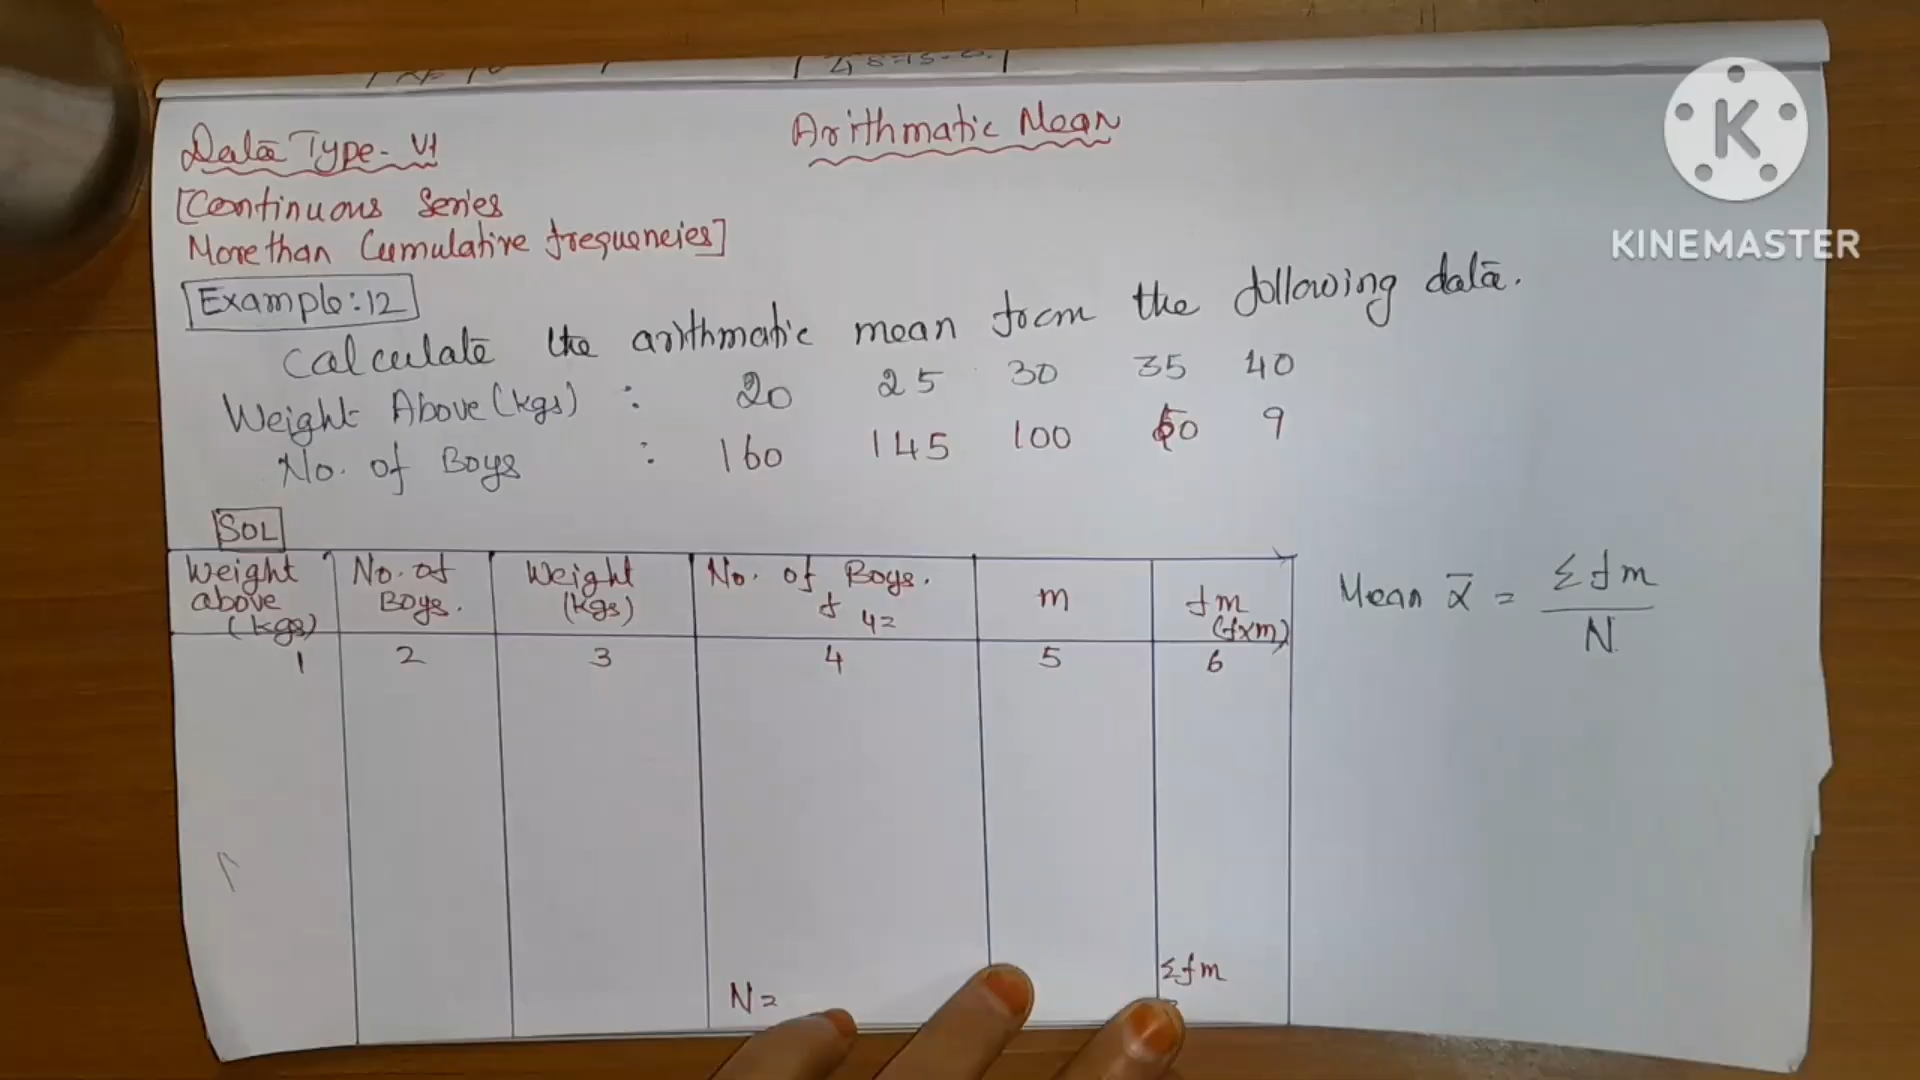 Arithmatic Mean
Data Type - VI
[Continuous Series
More than Cumulative frequencies]
Example:12
Calculate the arithmatic mean from the following data.
Weight Above (kgs) : 20 25 30 35 40
No. of Boys : 160 145 100 60 9
SOL
Weight above (kgs) No. of Boys. Weight (kgs) No. of Boys. f 4= m fm (f×m)
1 2 3 4 5 6
Mean x̄ = Σfm / N
Σfm
N =
K
KINEMASTER